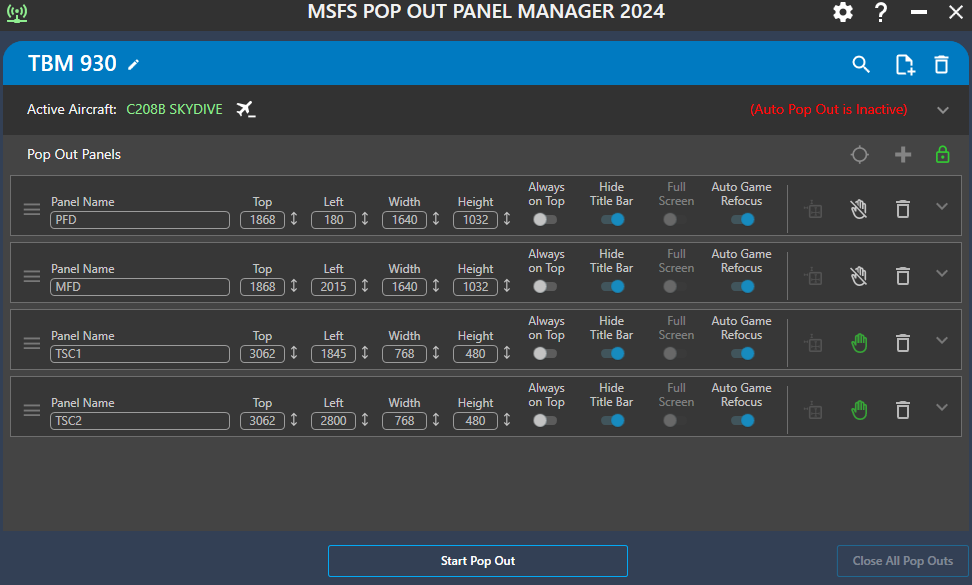 MSFS POP OUT PANEL MANAGER 2024
TBM 930
Active Aircraft: C208B SKYDIVE (Auto Pop Out is Inactive)
Pop Out Panels
Panel Name Top Left Width Height Always on Top Hide Title Bar Full Screen Auto Game Refocus
PFD 1868 180 1640 1032
Panel Name Top Left Width Height Always on Top Hide Title Bar Full Screen Auto Game Refocus
MFD 1868 2015 1640 1032
Panel Name Top Left Width Height Always on Top Hide Title Bar Full Screen Auto Game Refocus
TSC1 3062 1845 768 480
Panel Name Top Left Width Height Always on Top Hide Title Bar Full Screen Auto Game Refocus
TSC2 3062 2800 768 480
Start Pop Out Close All Pop Outs